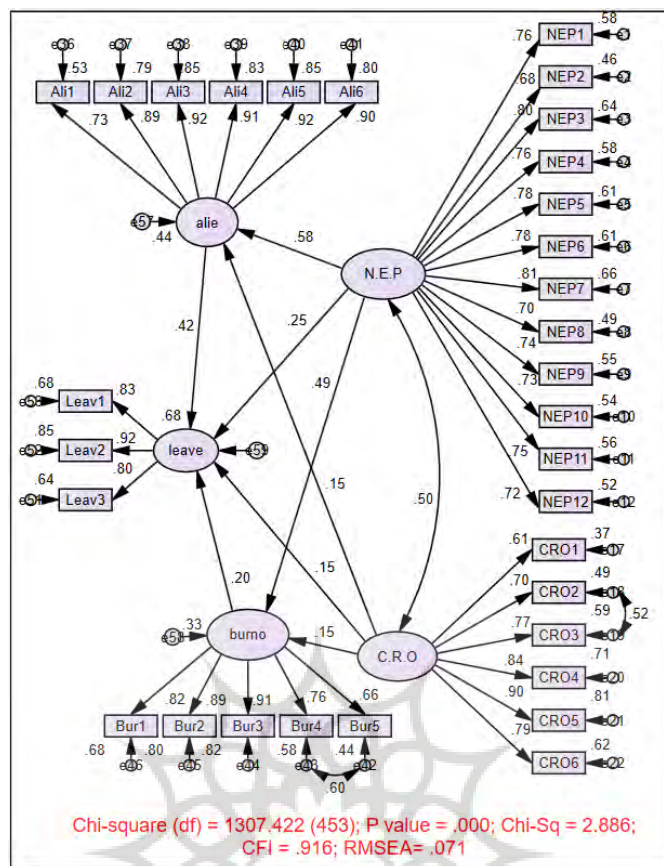 e36 e37 e38 e39 e40 e41
.53 .79 .85 .83 .85 .80
Ali1 Ali2 Ali3 Ali4 Ali5 Ali6
.73 .89 .92 .91 .92 .90
e57
.44
alie
.58
N.E.P
.42
.25
.49
.68
.83
Leav1
.85
.92
Leav2
.68
leave
e59
.64
.80
Leav3
.15
.50
.20
.15
.33
burno
.15
C.R.O
.82 .89 .91 .76 .66
Bur1 Bur2 Bur3 Bur4 Bur5
.68 .80 .82 .58 .44
e46 e45 e44 e43 e42
.60
.76 NEP1 .58
.68 NEP2 .46
.80 NEP3 .64
.76 NEP4 .58
.78 NEP5 .61
.78 NEP6 .61
.81 NEP7 .66
.70 NEP8 .49
.74 NEP9 .55
.73 NEP10 .54
.75 NEP11 .56
.72 NEP12 .52
.61 CRO1 .37
.70 CRO2 .49
.77 CRO3 .59
.52
.84 CRO4 .71
.90 CRO5 .81
.79 CRO6 .62
Chi-square (df) = 1307.422 (453); P value = .000; Chi-Sq = 2.886;
CFI = .916; RMSEA= .071